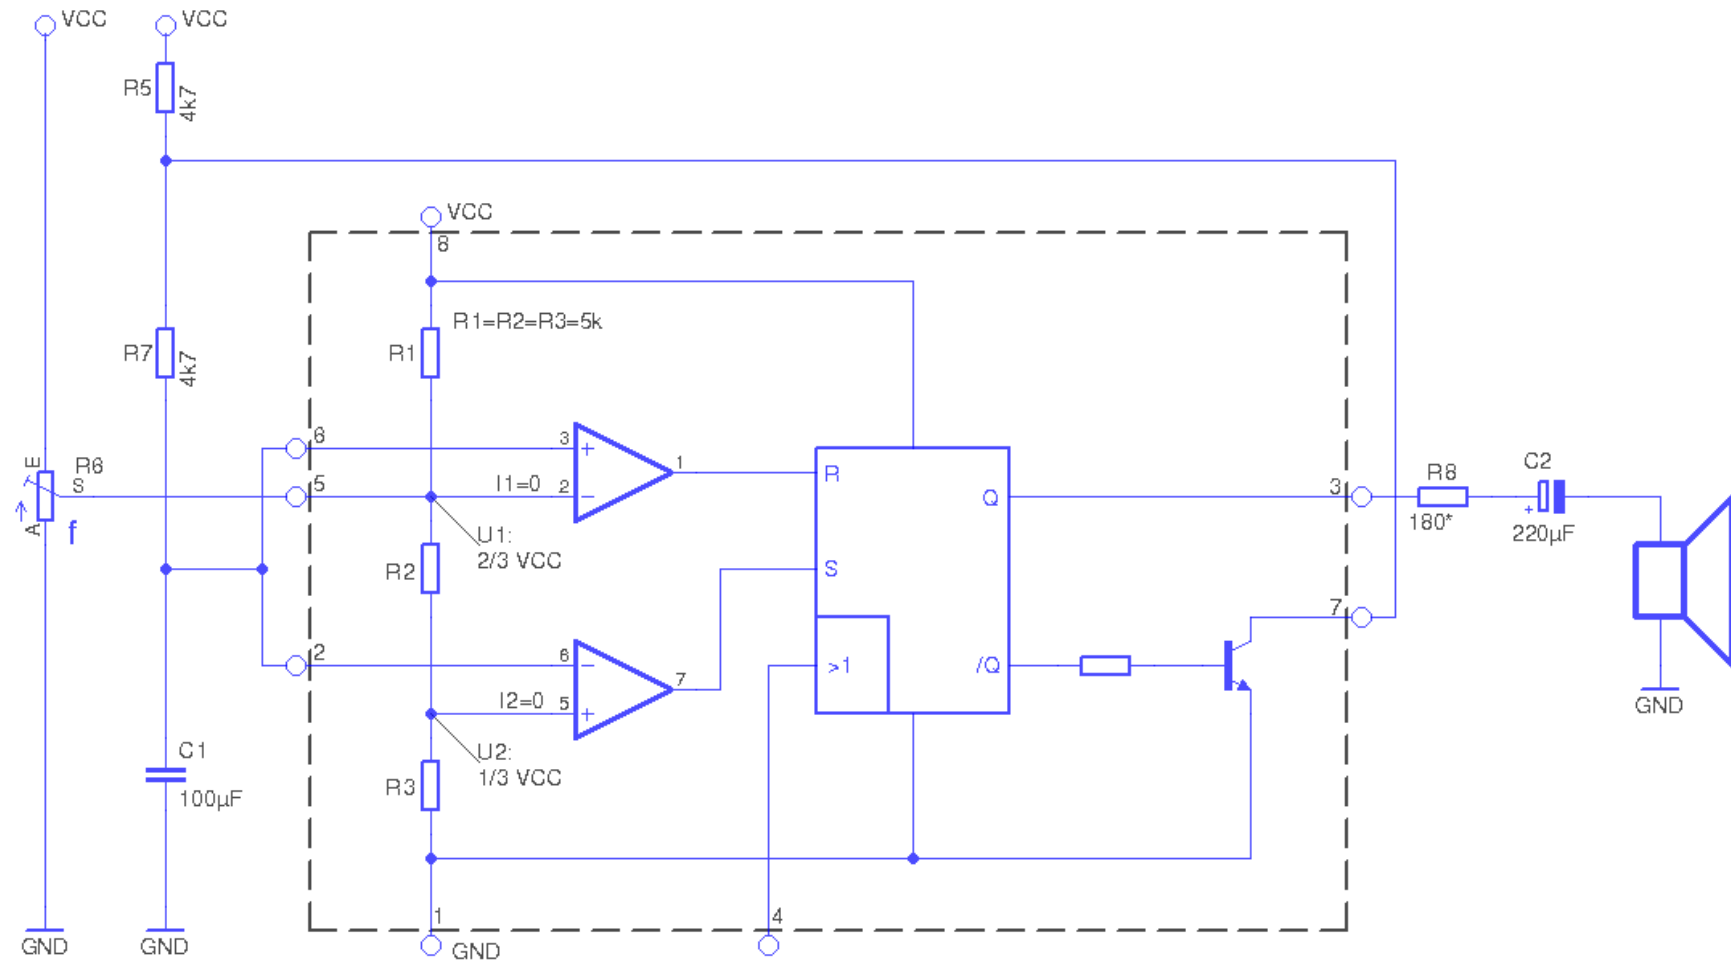 VCC
VCC
R5
4k7
VCC
8
R1=R2=R3=5k
R7
4k7
R1
6
3
+
1
R
E
R6
S
5
I1=0
2
−
Q
3
R8
180*
C2
+
220µF
A
f
U1:
2/3 VCC
R2
S
7
2
6
−
7
>1
/Q
I2=0
5
+
GND
U2:
1/3 VCC
C1
100µF
R3
1
4
GND
GND
GND